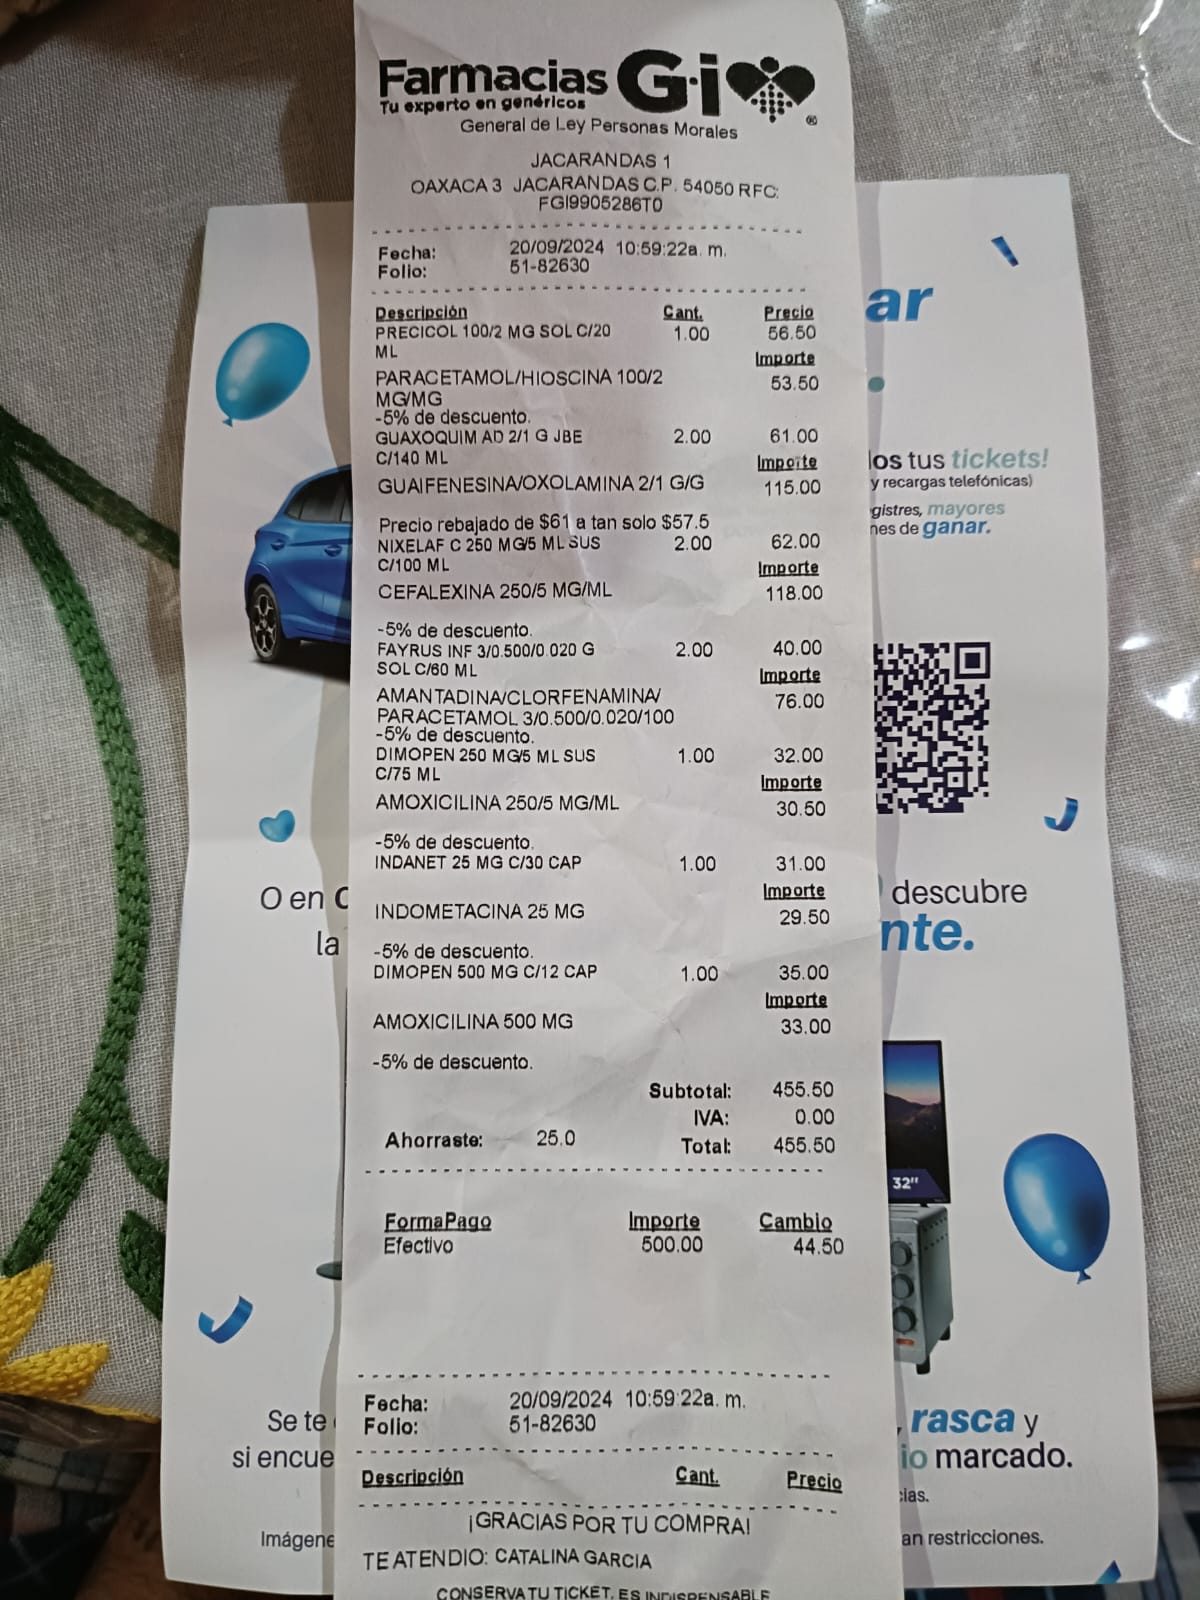 Farmacias G·i
Tu experto en genéricos
®
General de Ley Personas Morales
JACARANDAS 1
OAXACA 3 JACARANDAS C.P. 54050 RFC:
FGI9905286T0
Fecha: 20/09/2024 10:59:22a. m.
Folio: 51-82630
Descripción Cant. Precio
PRECICOL 100/2 MG SOL C/20 1.00 56.50
ML
Importe
PARACETAMOL/HIOSCINA 100/2 53.50
MG/MG
-5% de descuento.
GUAXOQUIM AD 2/1 G JBE 2.00 61.00
C/140 ML
Importe
GUAIFENESINA/OXOLAMINA 2/1 G/G 115.00
Precio rebajado de $61 a tan solo $57.5
NIXELAF C 250 MG/5 ML SUS 2.00 62.00
C/100 ML
Importe
CEFALEXINA 250/5 MG/ML 118.00
-5% de descuento.
FAYRUS INF 3/0.500/0.020 G 2.00 40.00
SOL C/60 ML
Importe
AMANTADINA/CLORFENAMINA/ 76.00
PARACETAMOL 3/0.500/0.020/100
-5% de descuento.
DIMOPEN 250 MG/5 ML SUS 1.00 32.00
C/75 ML
Importe
AMOXICILINA 250/5 MG/ML 30.50
-5% de descuento.
INDANET 25 MG C/30 CAP 1.00 31.00
Importe
INDOMETACINA 25 MG 29.50
-5% de descuento.
DIMOPEN 500 MG C/12 CAP 1.00 35.00
Importe
AMOXICILINA 500 MG 33.00
-5% de descuento.
Subtotal: 455.50
IVA: 0.00
Ahorraste: 25.0 Total: 455.50
FormaPago Importe Cambio
Efectivo 500.00 44.50
Fecha: 20/09/2024 10:59:22a. m.
Folio: 51-82630
Descripción Cant. Precio
¡GRACIAS POR TU COMPRA!
TE ATENDIO: CATALINA GARCIA
CONSERVA TU TICKET, ES INDISPENSABLE
ar
los tus tickets!
y recargas telefónicas)
gistres, mayores
nes de ganar.
O en
la
descubre
nte.
32"
Se te
si encue
rasca y
io marcado.
cias.
Imágene
an restricciones.